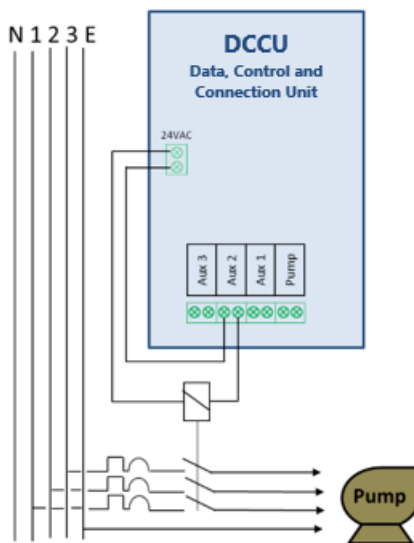 N 1 2 3 E
DCCU
Data, Control and
Connection Unit
24VAC
Aux 3
Aux 2
Aux 1
Pump
Pump